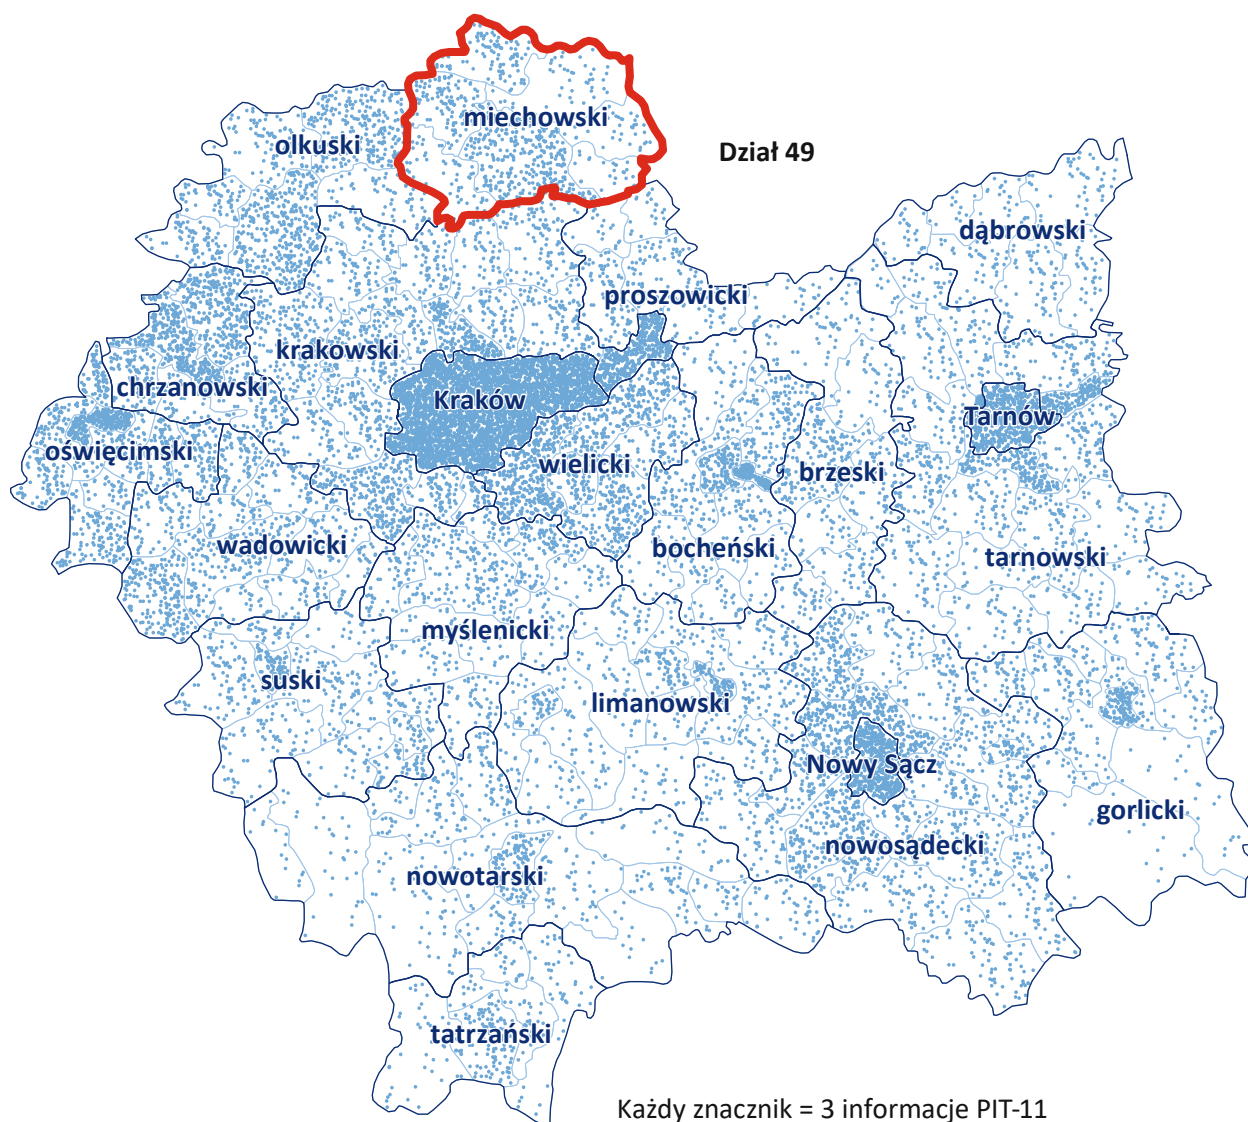 miechowski
olkuski
Dział 49
dąbrowski
proszowicki
krakowski
chrzanowski
Kraków
Tarnów
oświęcimski
wielicki
brzeski
wadowicki
bocheński
tarnowski
myślenicki
suski
limanowski
Nowy Sącz
gorlicki
nowosądecki
nowotarski
tatrzański
Każdy znacznik = 3 informacje PIT-11